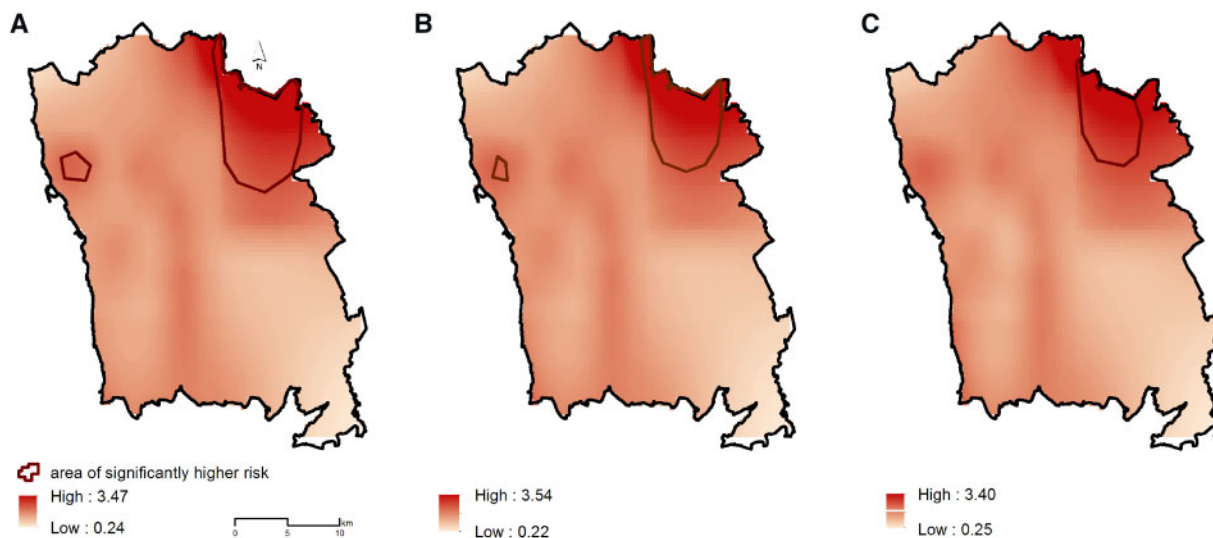 A
B
C
N
area of significantly higher risk
High : 3.47
Low : 0.24
km
0 5 10
High : 3.54
Low : 0.22
High : 3.40
Low : 0.25